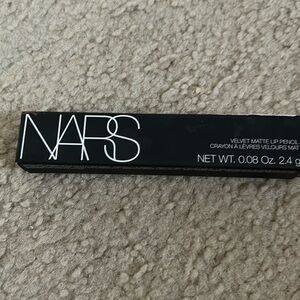 NARS
VELVET MATTE LIP PENCIL
CRAYON À LÈVRES VELOURS MAT
NET WT. 0.08 Oz. 2.4 g